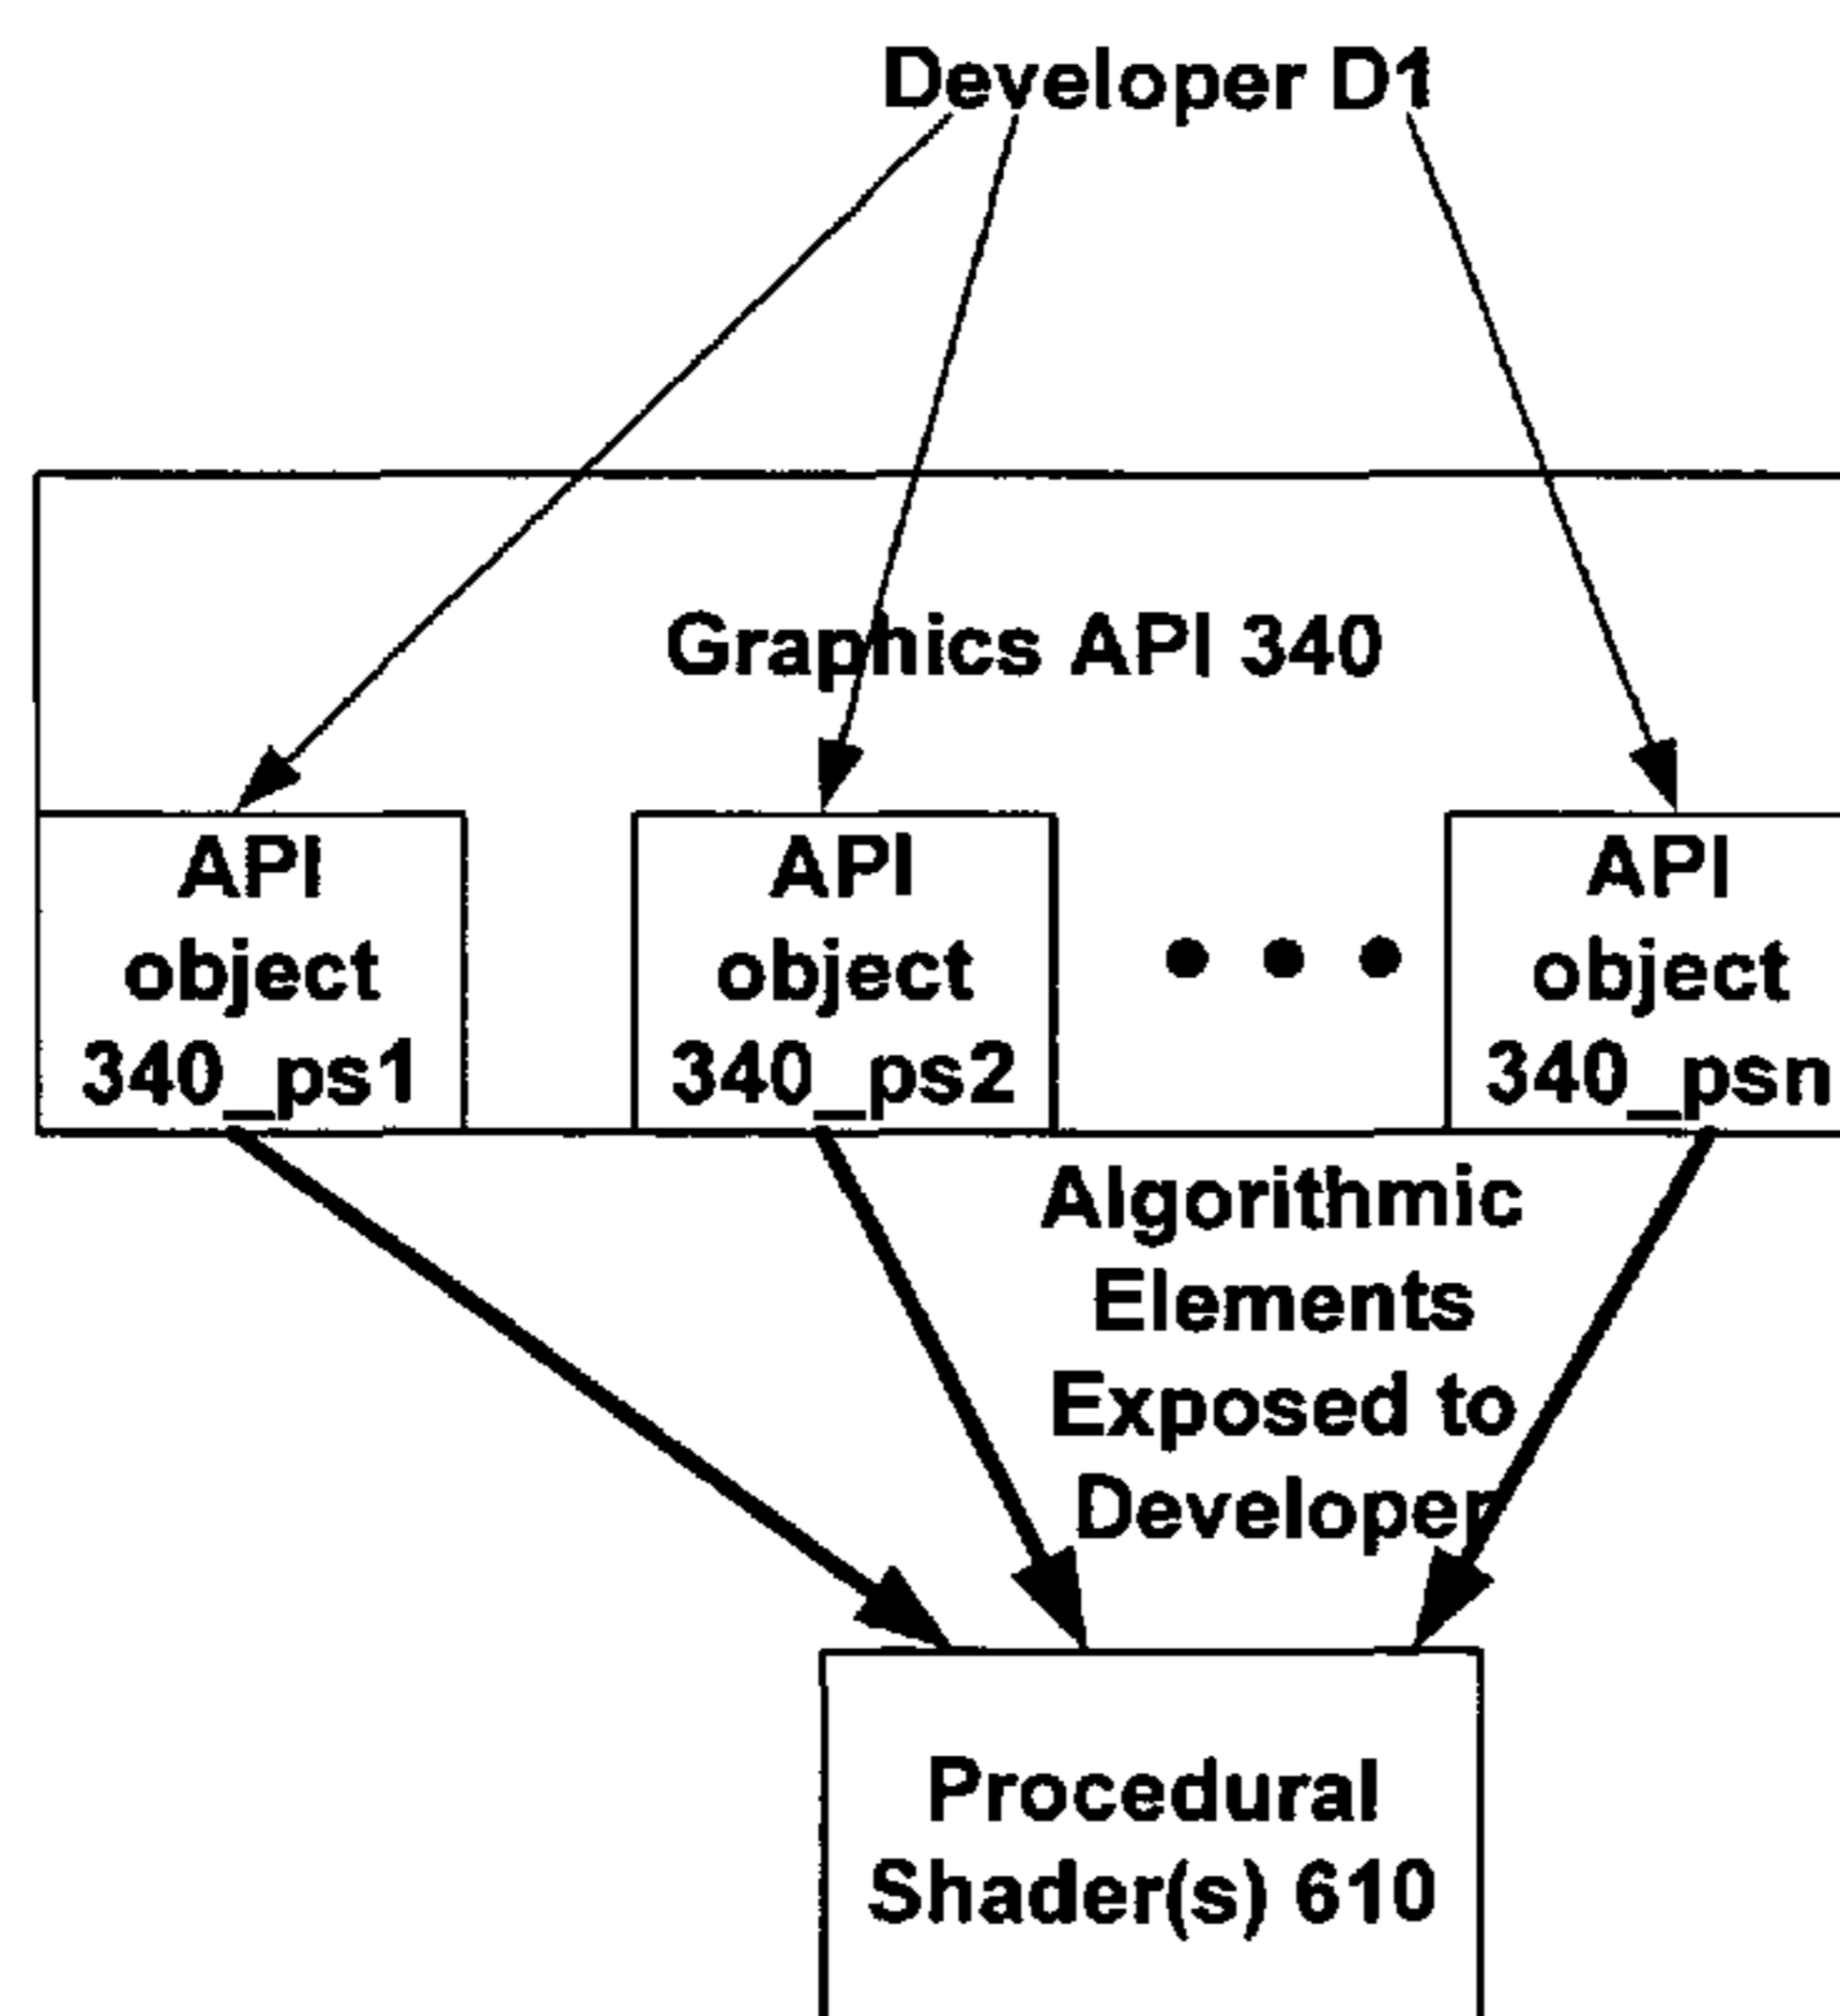 Developer D1
Graphics API 340
API
object
340_ps1
API
object
340_ps2
API
object
340_psn
Algorithmic
Elements
Exposed to
Developer
Procedural
Shader(s) 610